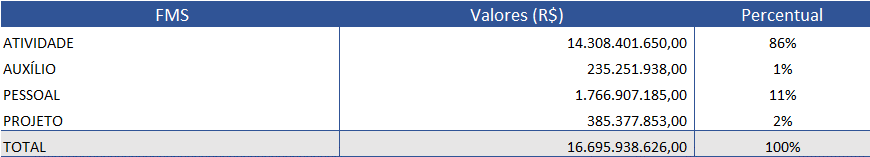 FMS Valores (R$) Percentual
ATIVIDADE 14.308.401.650,00 86%
AUXÍLIO 235.251.938,00 1%
PESSOAL 1.766.907.185,00 11%
PROJETO 385.377.853,00 2%
TOTAL 16.695.938.626,00 100%